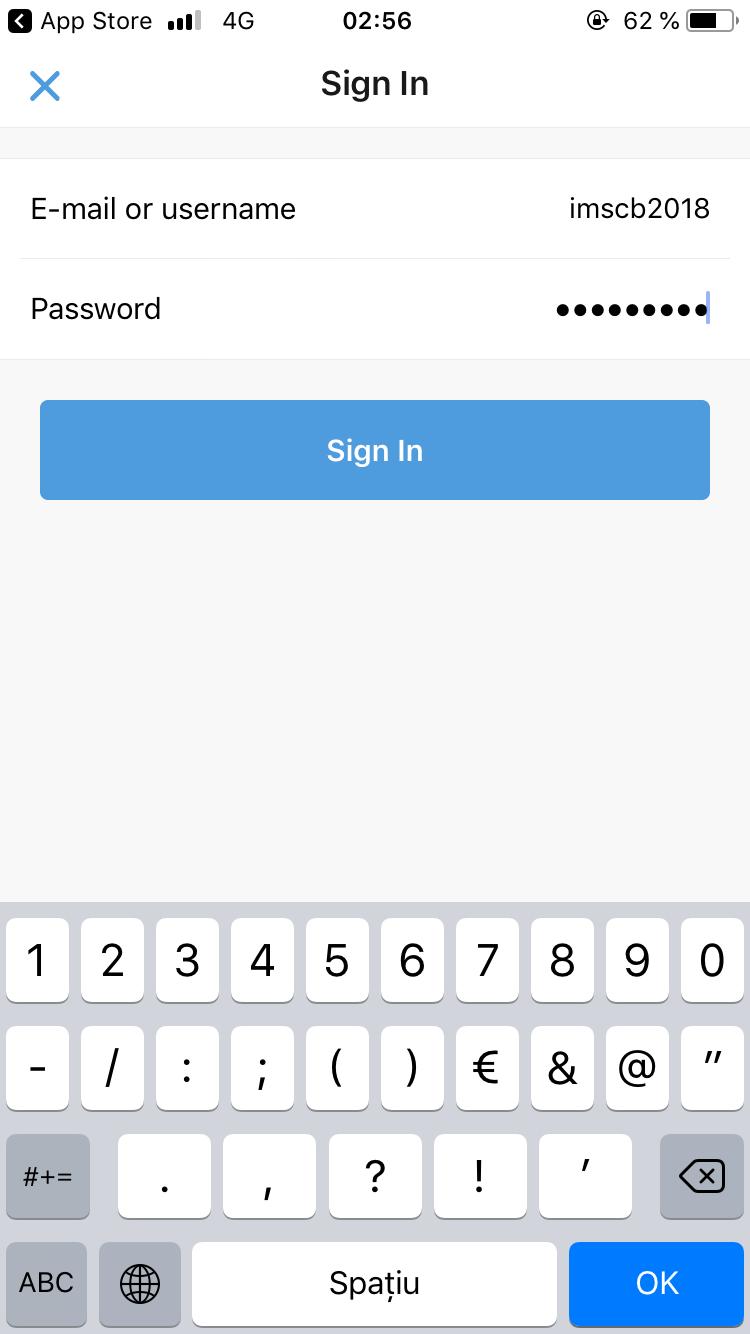 App Store 4G 02:56 62 %
Sign In
E-mail or username imscb2018
Password •••••••••
Sign In
1 2 3 4 5 6 7 8 9 0
- / : ; ( ) € & @ "
#+= . , ? ! '
ABC Spațiu OK